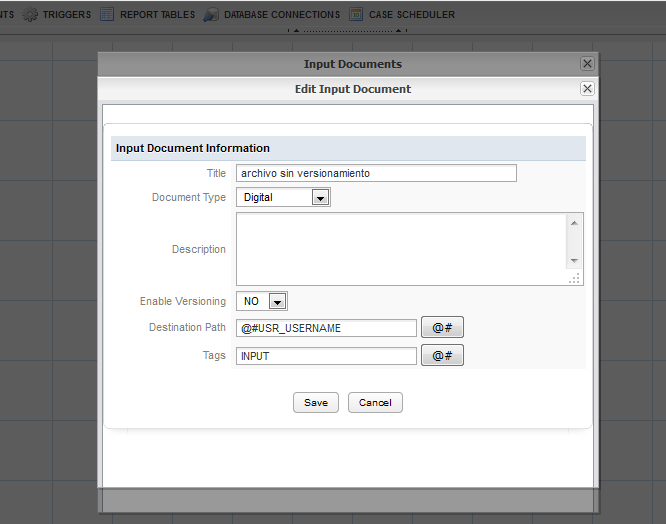 NTS TRIGGERS REPORT TABLES DATABASE CONNECTIONS CASE SCHEDULER
Input Documents
Edit Input Document
Input Document Information
Title archivo sin versionamiento
Document Type Digital
Description
Enable Versioning NO
Destination Path @#USR_USERNAME @#
Tags INPUT @#
Save Cancel